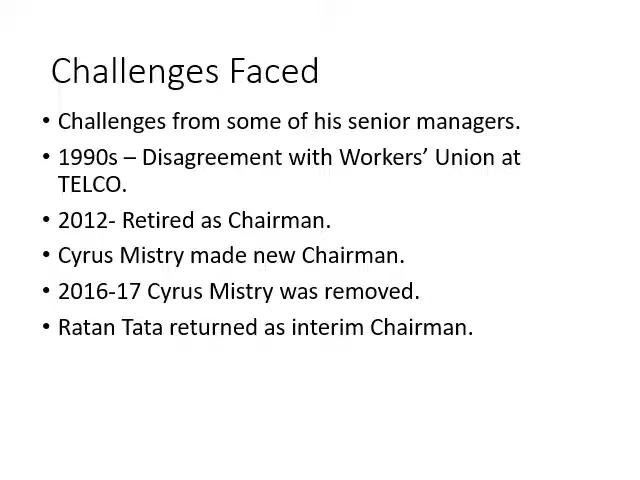 Challenges Faced
• Challenges from some of his senior managers.
• 1990s – Disagreement with Workers’ Union at
TELCO.
• 2012- Retired as Chairman.
• Cyrus Mistry made new Chairman.
• 2016-17 Cyrus Mistry was removed.
• Ratan Tata returned as interim Chairman.